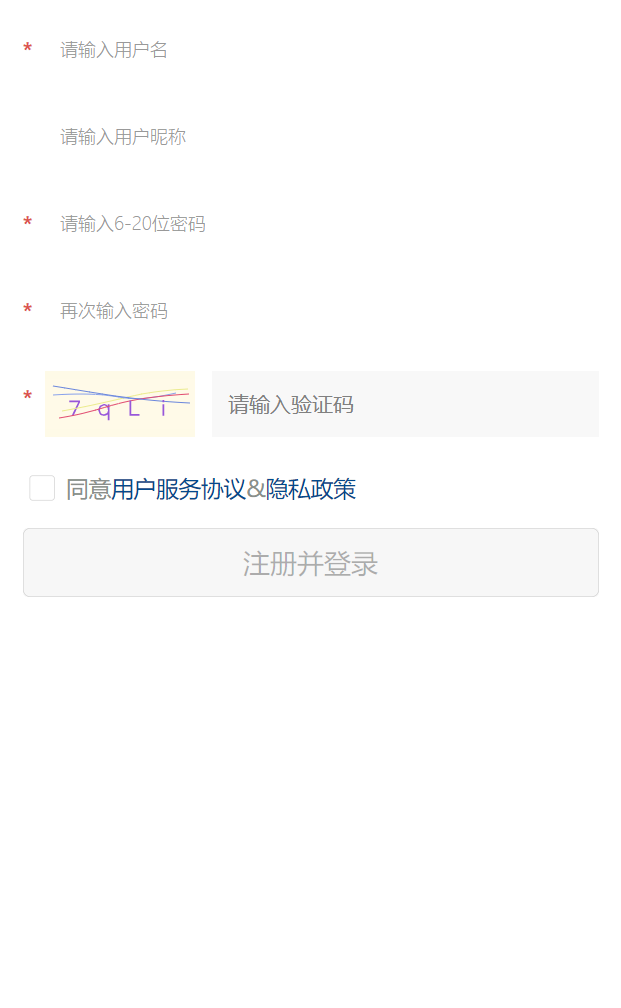 * 请输入用户名
请输入用户昵称
* 请输入6-20位密码
* 再次输入密码
* 7qLi 请输入验证码
同意用户服务协议&隐私政策
注册并登录